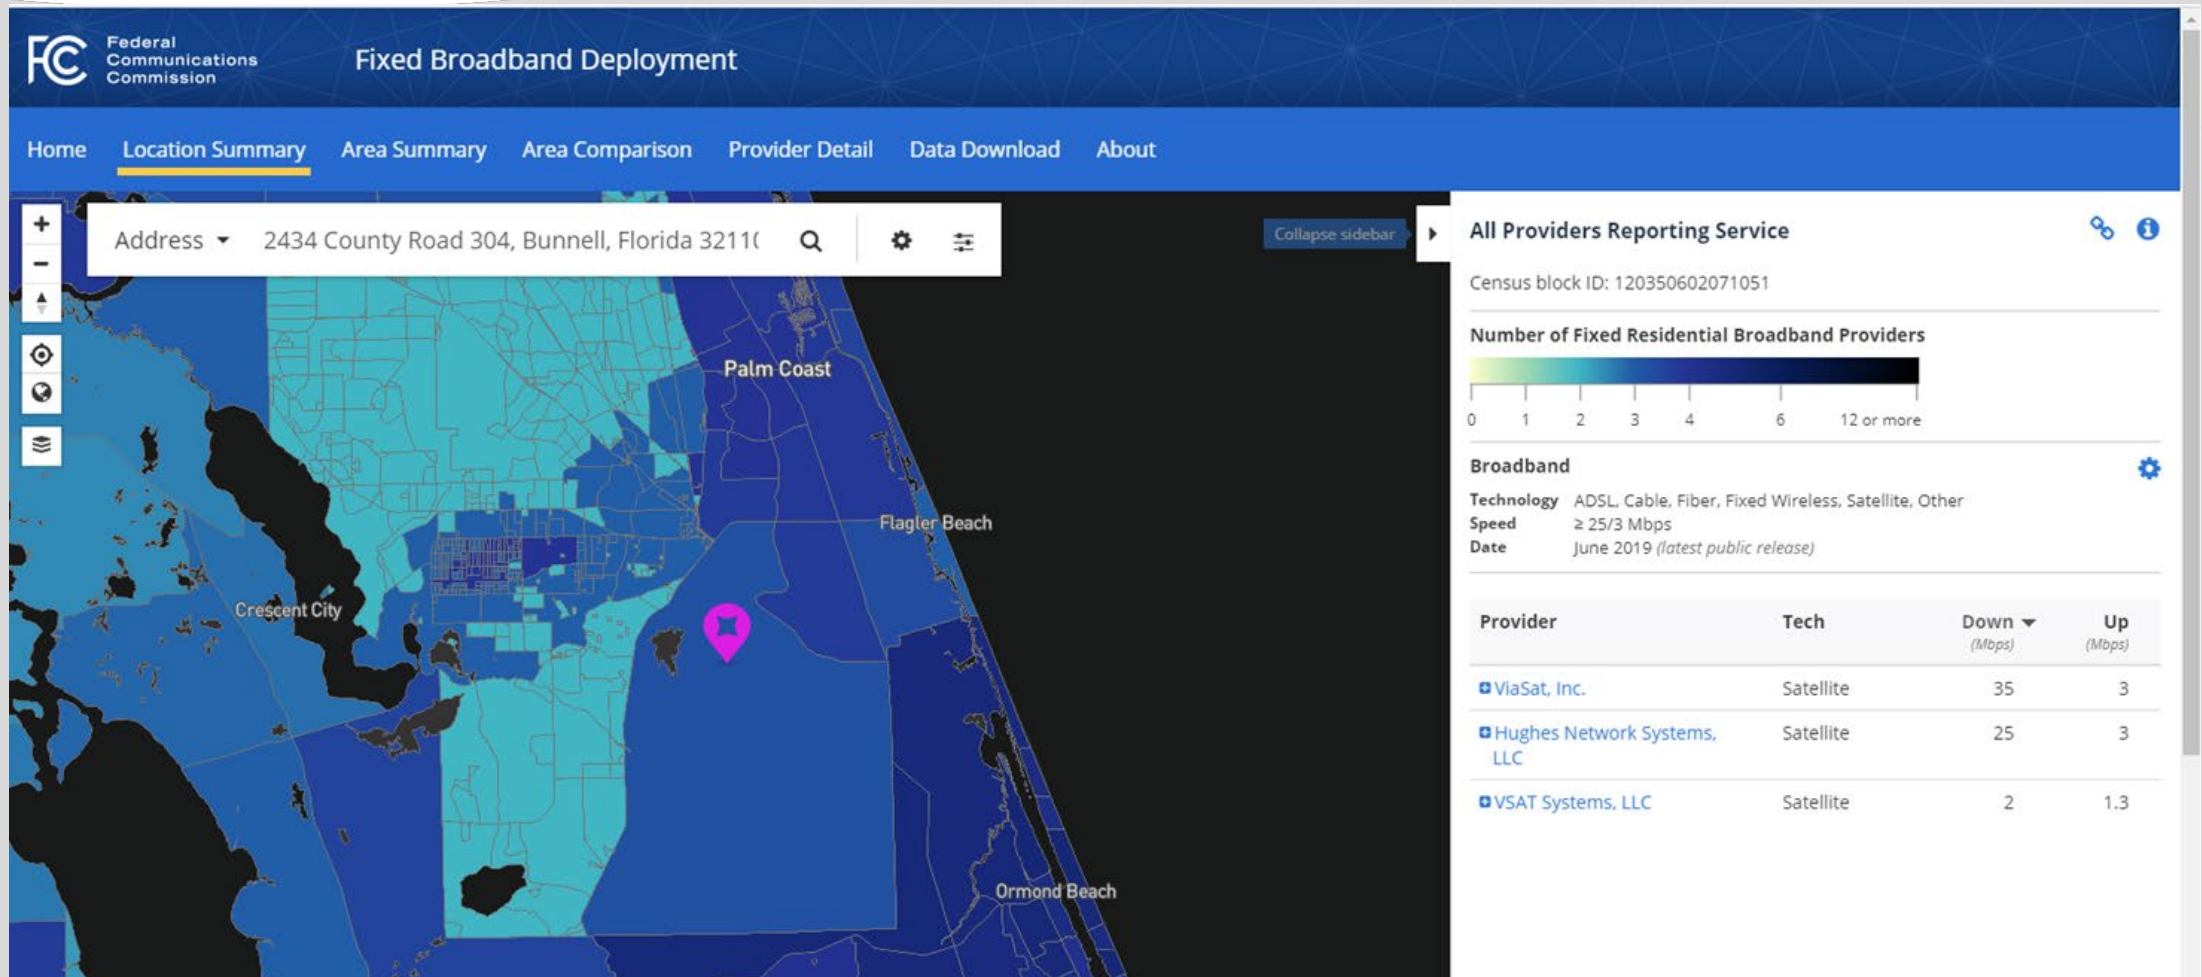 Federal
Communications
Commission
Fixed Broadband Deployment
Home Location Summary Area Summary Area Comparison Provider Detail Data Download About
Address 2434 County Road 304, Bunnell, Florida 32110
Collapse sidebar
Palm Coast
Flagler Beach
Crescent City
Ormond Beach
All Providers Reporting Service
Census block ID: 120350602071051
Number of Fixed Residential Broadband Providers
0 1 2 3 4 6 12 or more
Broadband
Technology ADSL, Cable, Fiber, Fixed Wireless, Satellite, Other
Speed ≥ 25/3 Mbps
Date June 2019 (latest public release)
Provider Tech Down Up
(Mbps) (Mbps)
ViaSat, Inc. Satellite 35 3
Hughes Network Systems, Satellite 25 3
LLC
VSAT Systems, LLC Satellite 2 1.3